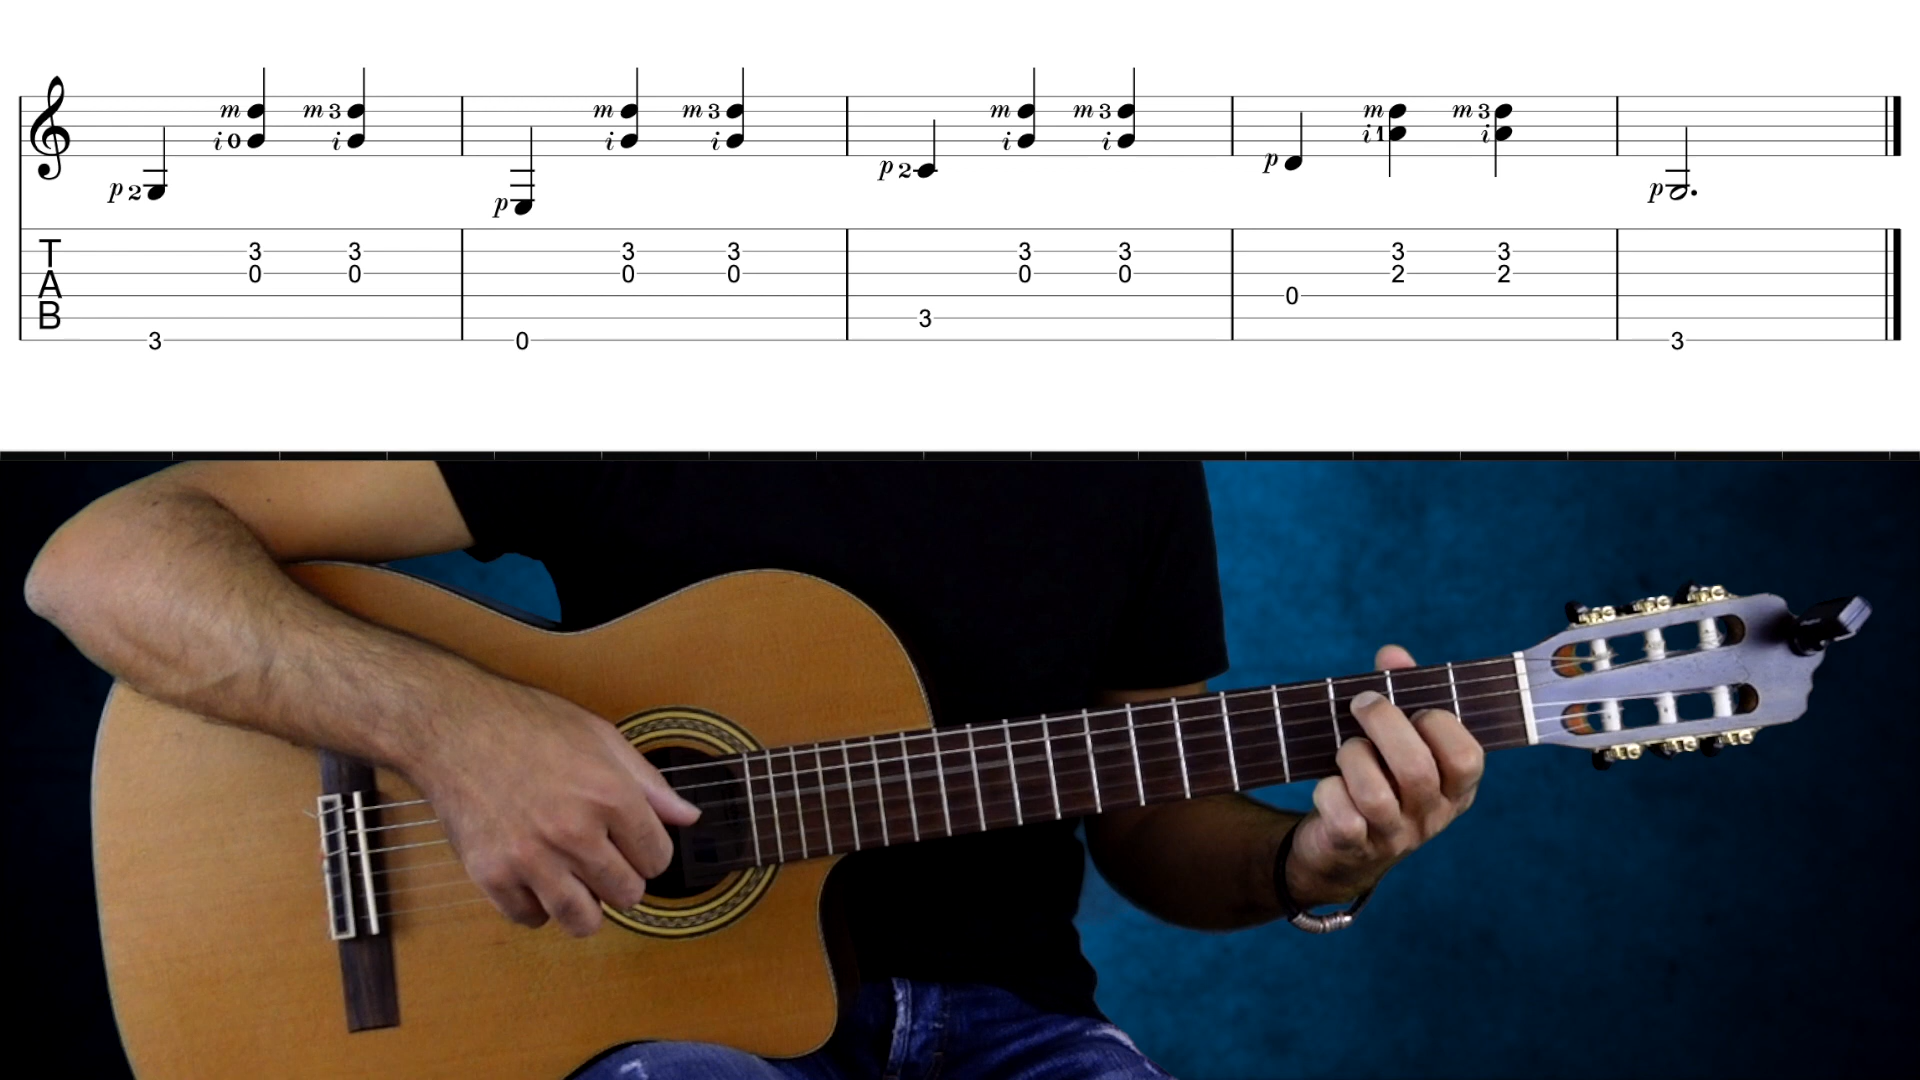 m m 3 m m 3 m m 3 m m 3
i 0 i i i i i i 1 i
p 2 p p 2 p p
T 3 3 3 3 3 3 3 3
0 0 0 0 0 0 2 2
A 0
B 3
3 0 3